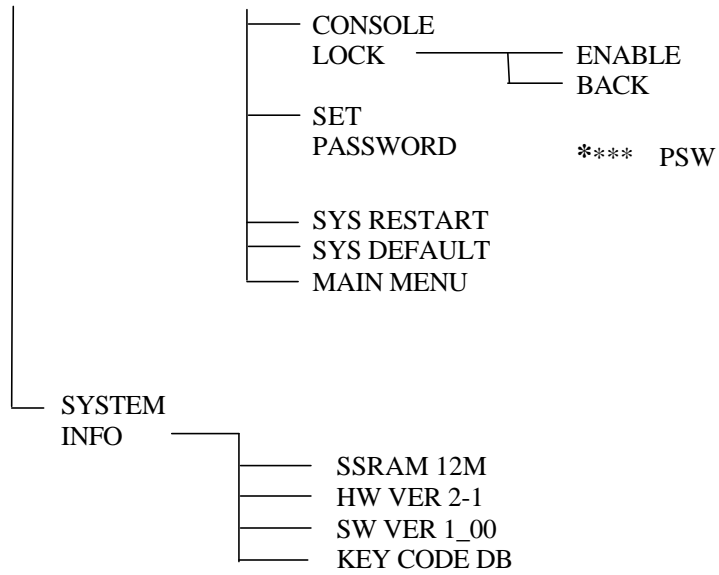 CONSOLE
LOCK
ENABLE
BACK
SET
PASSWORD
**** PSW
SYS RESTART
SYS DEFAULT
MAIN MENU
SYSTEM
INFO
SSRAM 12M
HW VER 2-1
SW VER 1_00
KEY CODE DB